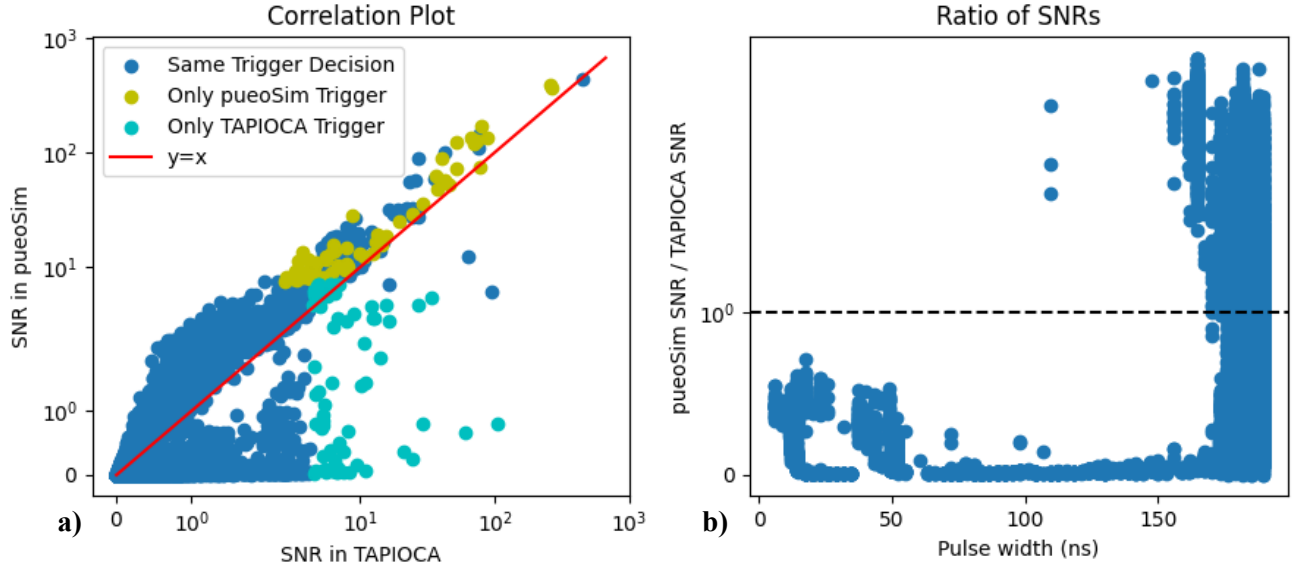 Correlation Plot
SNR in pueoSim
10³
10²
10¹
10⁰
0
Same Trigger Decision
Only pueoSim Trigger
Only TAPIOCA Trigger
y=x
0
10⁰
10¹
10²
10³
a)
SNR in TAPIOCA
Ratio of SNRs
pueoSim SNR / TAPIOCA SNR
10⁰
0
0
50
100
150
b)
Pulse width (ns)